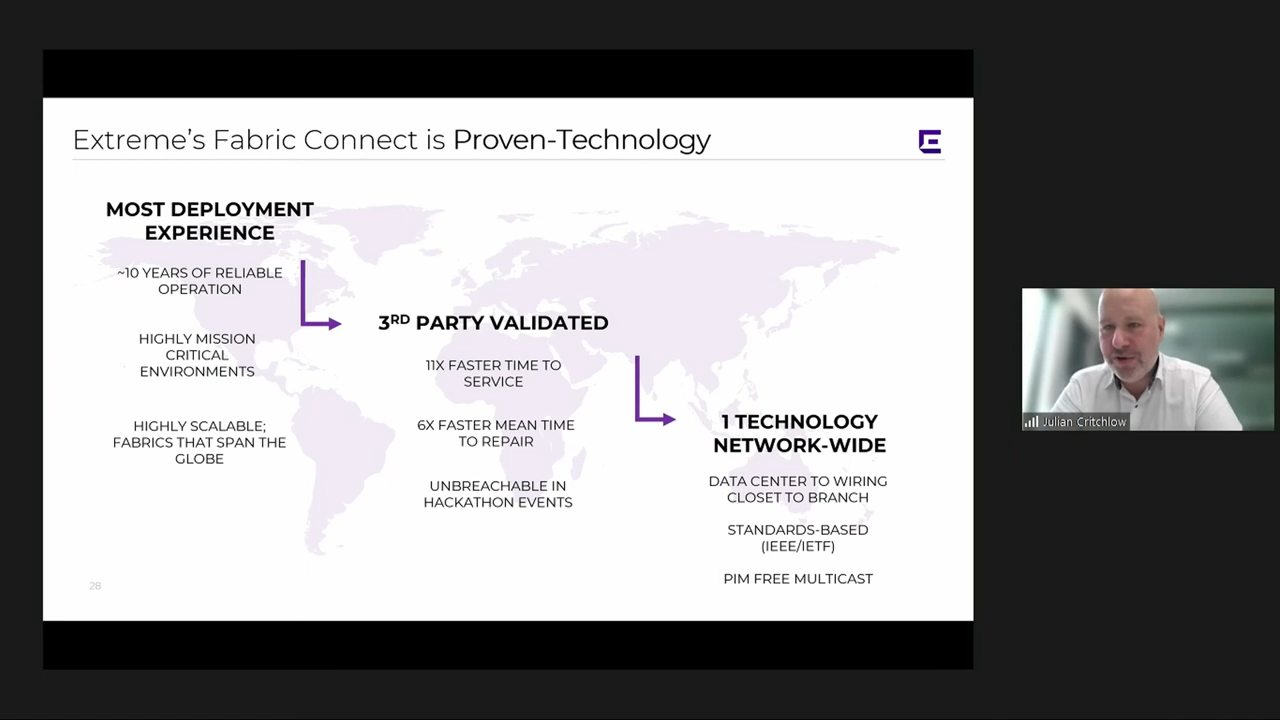 Extreme's Fabric Connect is Proven-Technology
MOST DEPLOYMENT
EXPERIENCE
~10 YEARS OF RELIABLE
OPERATION
HIGHLY MISSION
CRITICAL
ENVIRONMENTS
HIGHLY SCALABLE;
FABRICS THAT SPAN THE
GLOBE
3RD PARTY VALIDATED
11X FASTER TIME TO
SERVICE
6X FASTER MEAN TIME
TO REPAIR
UNBREACHABLE IN
HACKATHON EVENTS
1 TECHNOLOGY
NETWORK-WIDE
DATA CENTER TO WIRING
CLOSET TO BRANCH
STANDARDS-BASED
(IEEE/IETF)
PIM FREE MULTICAST
28
Julian Critchlow